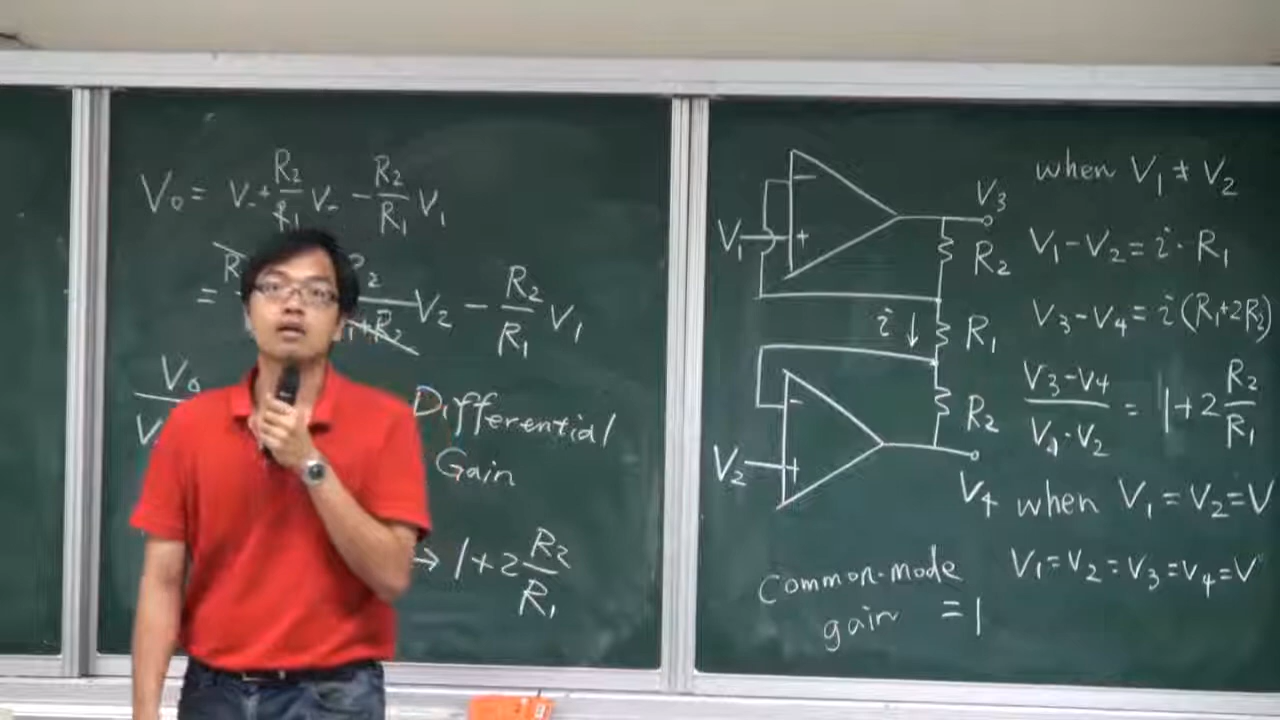 V₀ = V₋ + R₂/R₁ V₋ - R₂/R₁ V₁
= V₂ - R₂/R₁ V₁
V₀
Differential
Gain
→ 1+2 R₂/R₁
V₁
-
+
V₃
R₂
i ↓
R₁
R₂
V₂
-
+
V₄
Common-mode
gain = 1
when V₁ ≠ V₂
V₁-V₂ = i · R₁
V₃-V₄ = i (R₁+2R₂)
V₃-V₄/V₁-V₂ = 1+2 R₂/R₁
when V₁ = V₂ = V
V₁ = V₂ = V₃ = V₄ = V